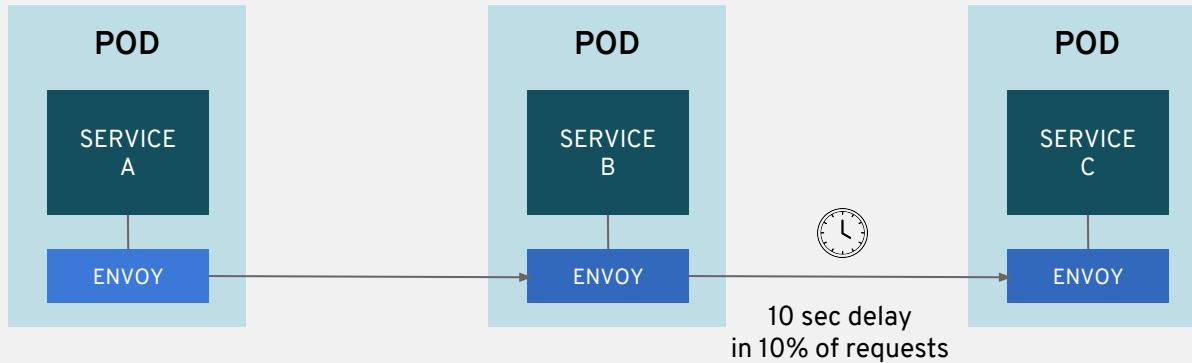 POD
SERVICE
A
ENVOY
POD
SERVICE
B
ENVOY
10 sec delay
in 10% of requests
POD
SERVICE
C
ENVOY